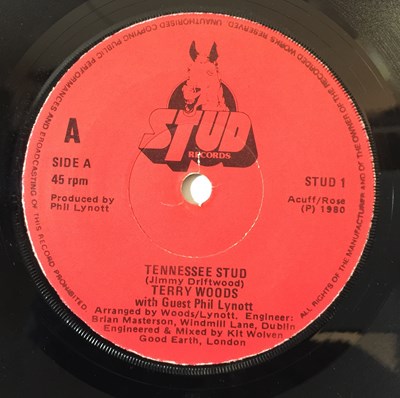 UNAUTHORISED COPYING PUBLIC PERFORMANCES AND BROADCASTING OF THIS RECORD PROHIBITED
ALL RIGHTS OF THE MANUFACTURER AND OF THE OWNER OF THE RECORDED WORKS RESERVED
STUD
RECORDS
A
SIDE A
45 rpm
Produced by
Phil Lynott
STUD 1
Acuff/Rose
(P) 1980
TENNESSEE STUD
(Jimmy Driftwood)
TERRY WOODS
with Guest Phil Lynott
Arranged by Woods/Lynott. Engineer:
Brian Masterson, Windmill Lane, Dublin
Engineered & Mixed by Kit Wolven
Good Earth, London